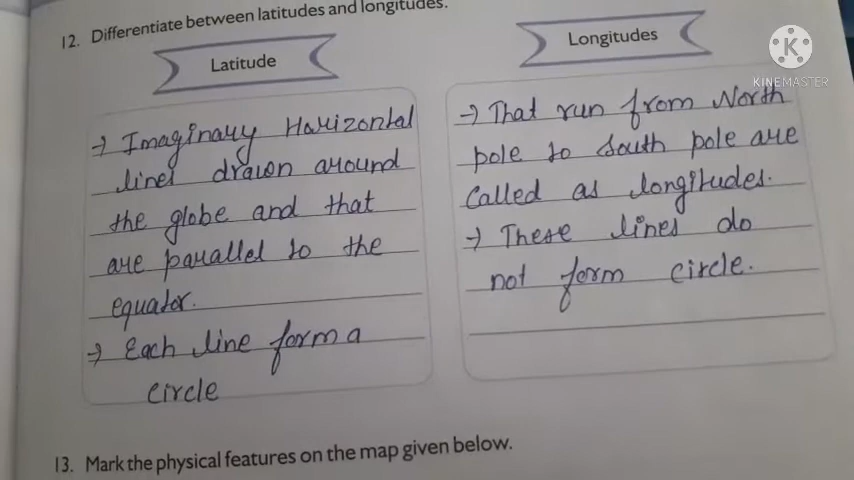 12. Differentiate between latitudes and longitudes.
Latitude
→ Imaginary Horizontal
lines drawn around
the globe and that
are parallel to the
equator.
→ Each line form a
circle
Longitudes
→ That run from North
pole to South pole are
called as longitudes.
→ These lines do
not form circle.
13. Mark the physical features on the map given below.
K
KINEMASTER